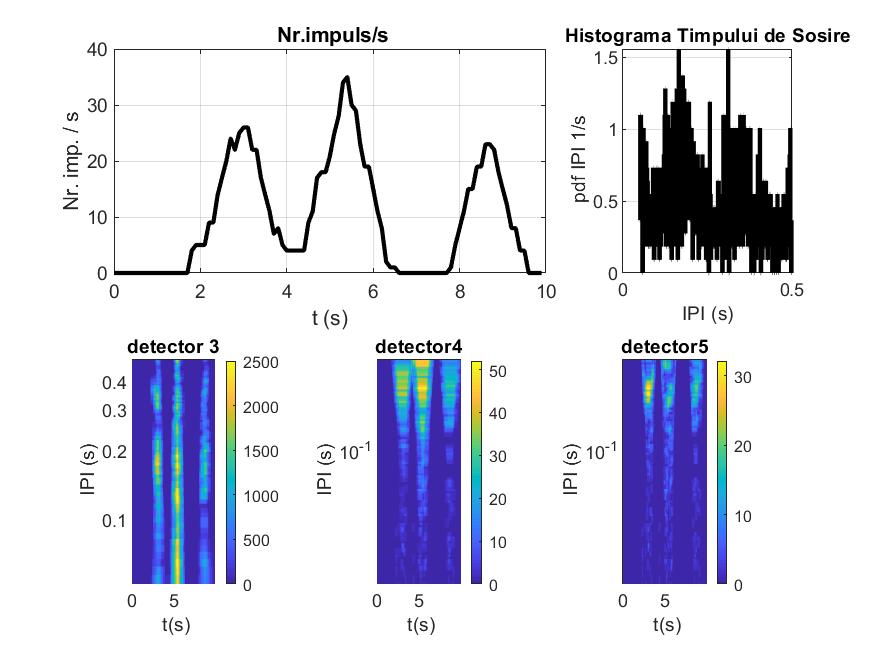 Nr.impuls/s
Nr. imp. / s
40
30
20
10
0
0 2 4 6 8 10
t (s)
Histograma Timpului de Sosire
pdf IPI 1/s
1.5
1
0.5
0
0 0.5
IPI (s)
detector 3
IPI (s)
0.4
0.3
0.2
0.1
0 5
t(s)
2500
2000
1500
1000
500
0
detector4
IPI (s)
10-1
0 5
t(s)
50
40
30
20
10
0
detector5
IPI (s)
10-1
0 5
t(s)
30
20
10
0